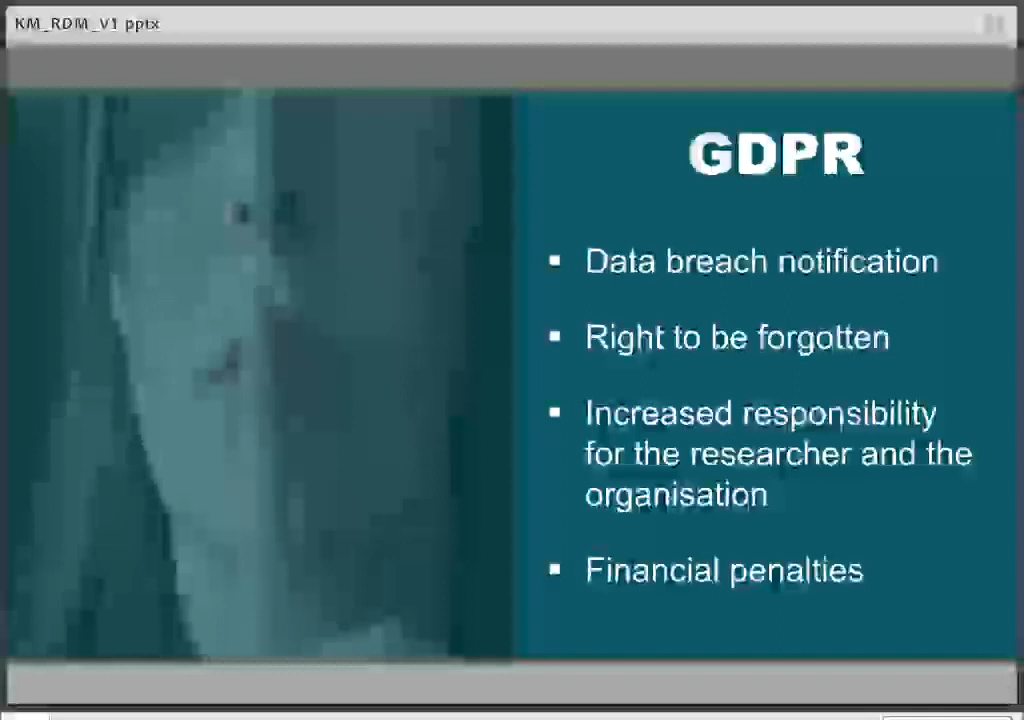 KM_RDM_V1 pptx
GDPR
▪ Data breach notification
▪ Right to be forgotten
▪ Increased responsibility
for the researcher and the
organisation
▪ Financial penalties